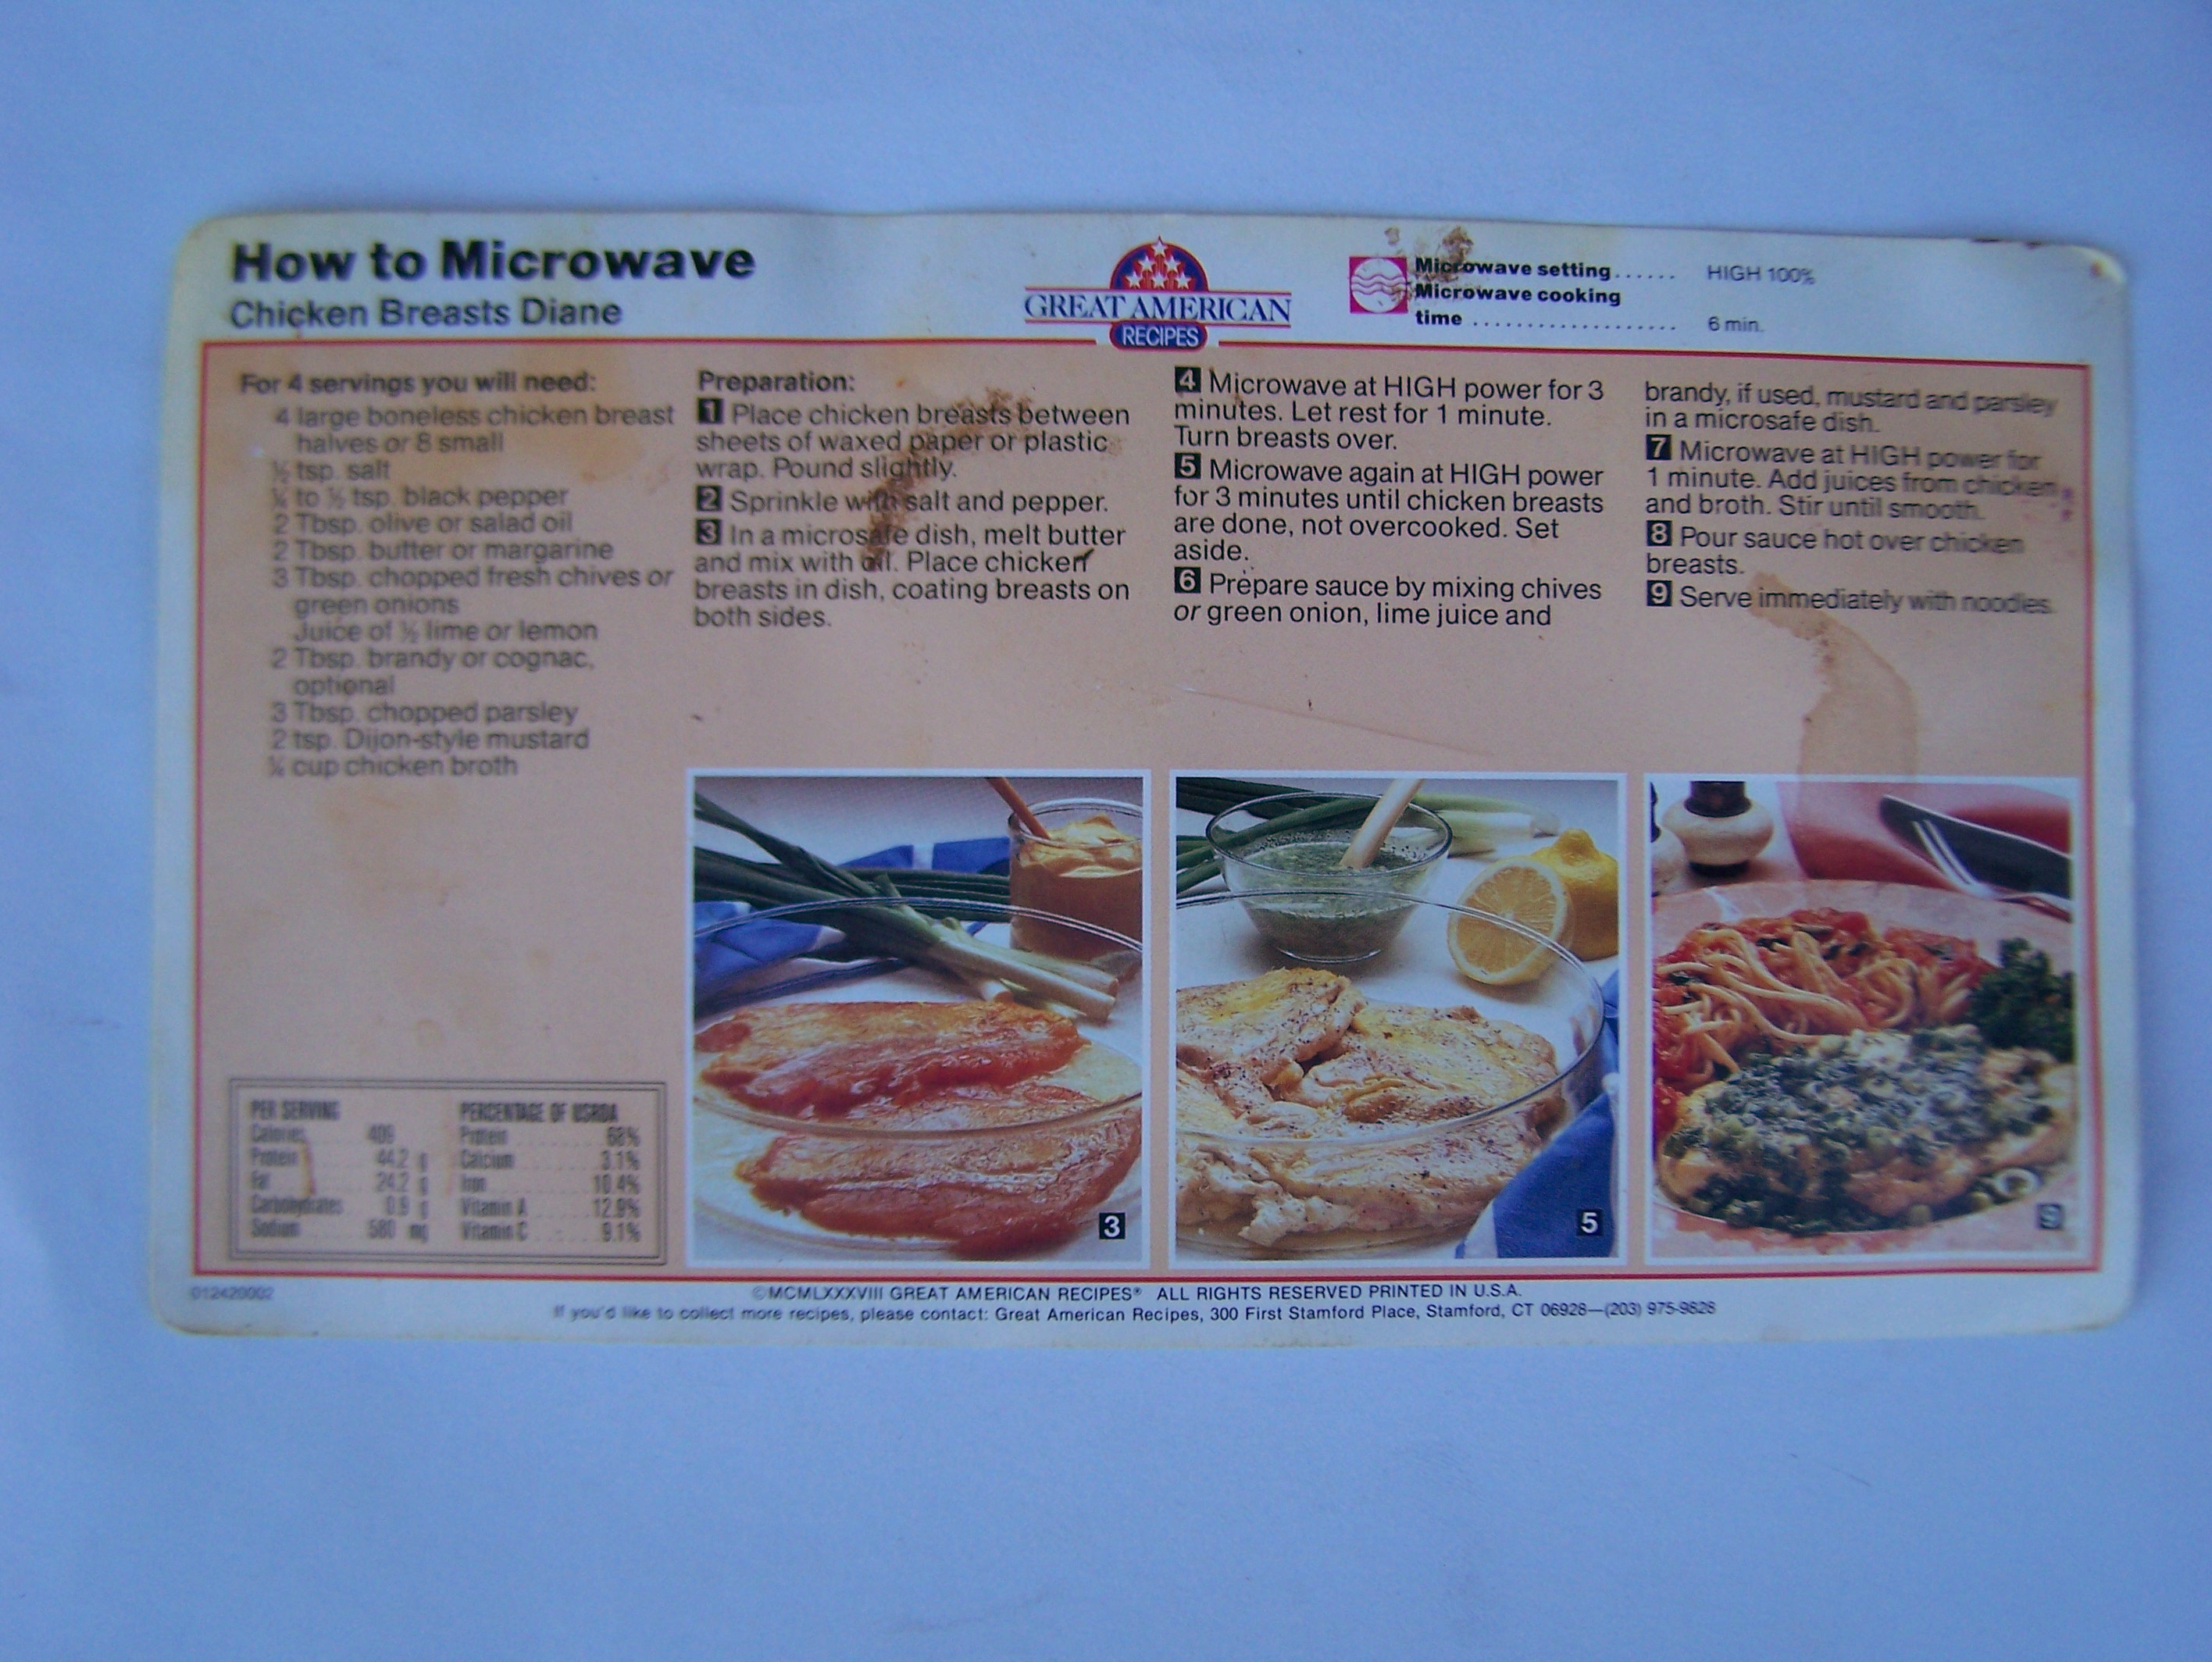 How to Microwave
Chicken Breasts Diane
GREAT AMERICAN
RECIPES
Microwave setting...... HIGH 100%
Microwave cooking
time ................... 6 min.
For 4 servings you will need:
4 large boneless chicken breast
halves or 8 small
½ tsp. salt
¼ to ½ tsp. black pepper
2 Tbsp. olive or salad oil
2 Tbsp. butter or margarine
3 Tbsp. chopped fresh chives or
green onions
Juice of ½ lime or lemon
2 Tbsp. brandy or cognac,
optional
3 Tbsp. chopped parsley
2 tsp. Dijon-style mustard
¼ cup chicken broth
Preparation:
1 Place chicken breasts between
sheets of waxed paper or plastic
wrap. Pound slightly.
2 Sprinkle with salt and pepper.
3 In a microsafe dish, melt butter
and mix with oil. Place chicken
breasts in dish, coating breasts on
both sides.
4 Microwave at HIGH power for 3
minutes. Let rest for 1 minute.
Turn breasts over.
5 Microwave again at HIGH power
for 3 minutes until chicken breasts
are done, not overcooked. Set
aside.
6 Prepare sauce by mixing chives
or green onion, lime juice and
brandy, if used, mustard and parsley
in a microsafe dish.
7 Microwave at HIGH power for
1 minute. Add juices from chicken
and broth. Stir until smooth.
8 Pour sauce hot over chicken
breasts.
9 Serve immediately with noodles.
PER SERVING
Calories 409
Protein 44.2 g
Fat 24.2 g
Carbohydrates 0.9 g
Sodium 580 mg
PERCENTAGE OF USRDA
Protein 68%
Calcium 3.1%
Iron 10.4%
Vitamin A 12.9%
Vitamin C 9.1%
3
5
9
012420002
©MCMLXXXVIII GREAT AMERICAN RECIPES® ALL RIGHTS RESERVED PRINTED IN U.S.A.
If you'd like to collect more recipes, please contact: Great American Recipes, 300 First Stamford Place, Stamford, CT 06928—(203) 975-9828